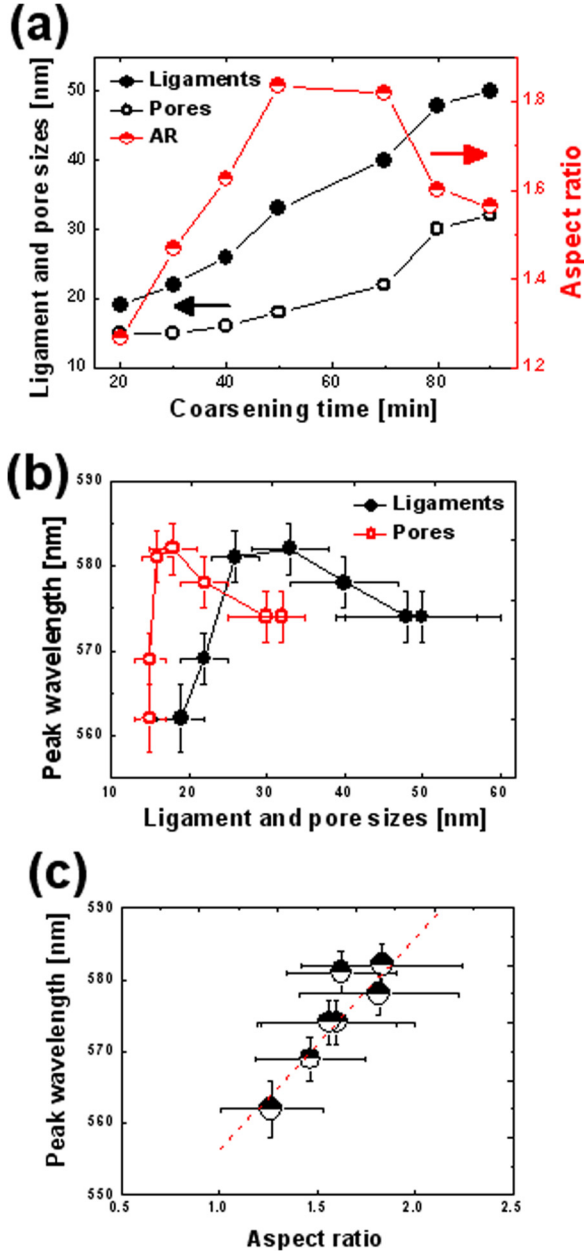 (a)
Ligaments
Pores
AR
50
40
30
20
10
Ligament and pore sizes [nm]
1.8
1.6
1.4
1.2
Aspect ratio
20
40
60
80
Coarsening time [min]
(b)
590
580
570
560
Peak wavelength [nm]
Ligaments
Pores
10
20
30
40
50
60
Ligament and pore sizes [nm]
(c)
590
580
570
560
550
Peak wavelength [nm]
0.5
1.0
1.5
2.0
2.5
Aspect ratio